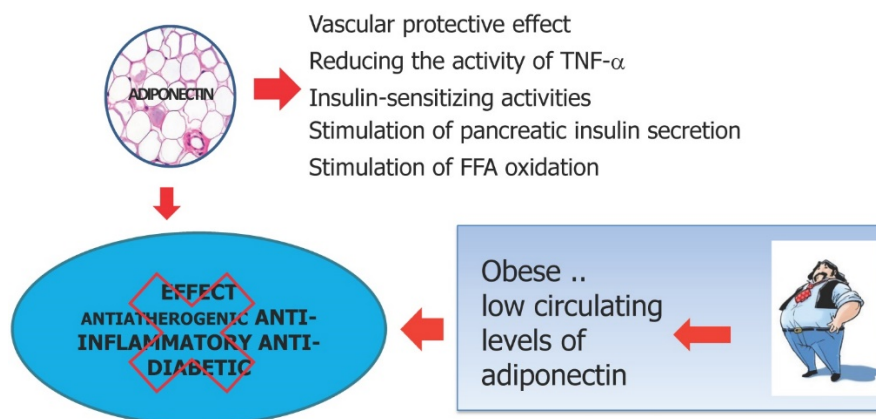 Vascular protective effect
Reducing the activity of TNF-α
ADIPONECTIN
Insulin-sensitizing activities
Stimulation of pancreatic insulin secretion
Stimulation of FFA oxidation
EFFECT
ANTIATHEROGENIC ANTI-
INFLAMMATORY ANTI-
DIABETIC
Obese ..
low circulating
levels of
adiponectin